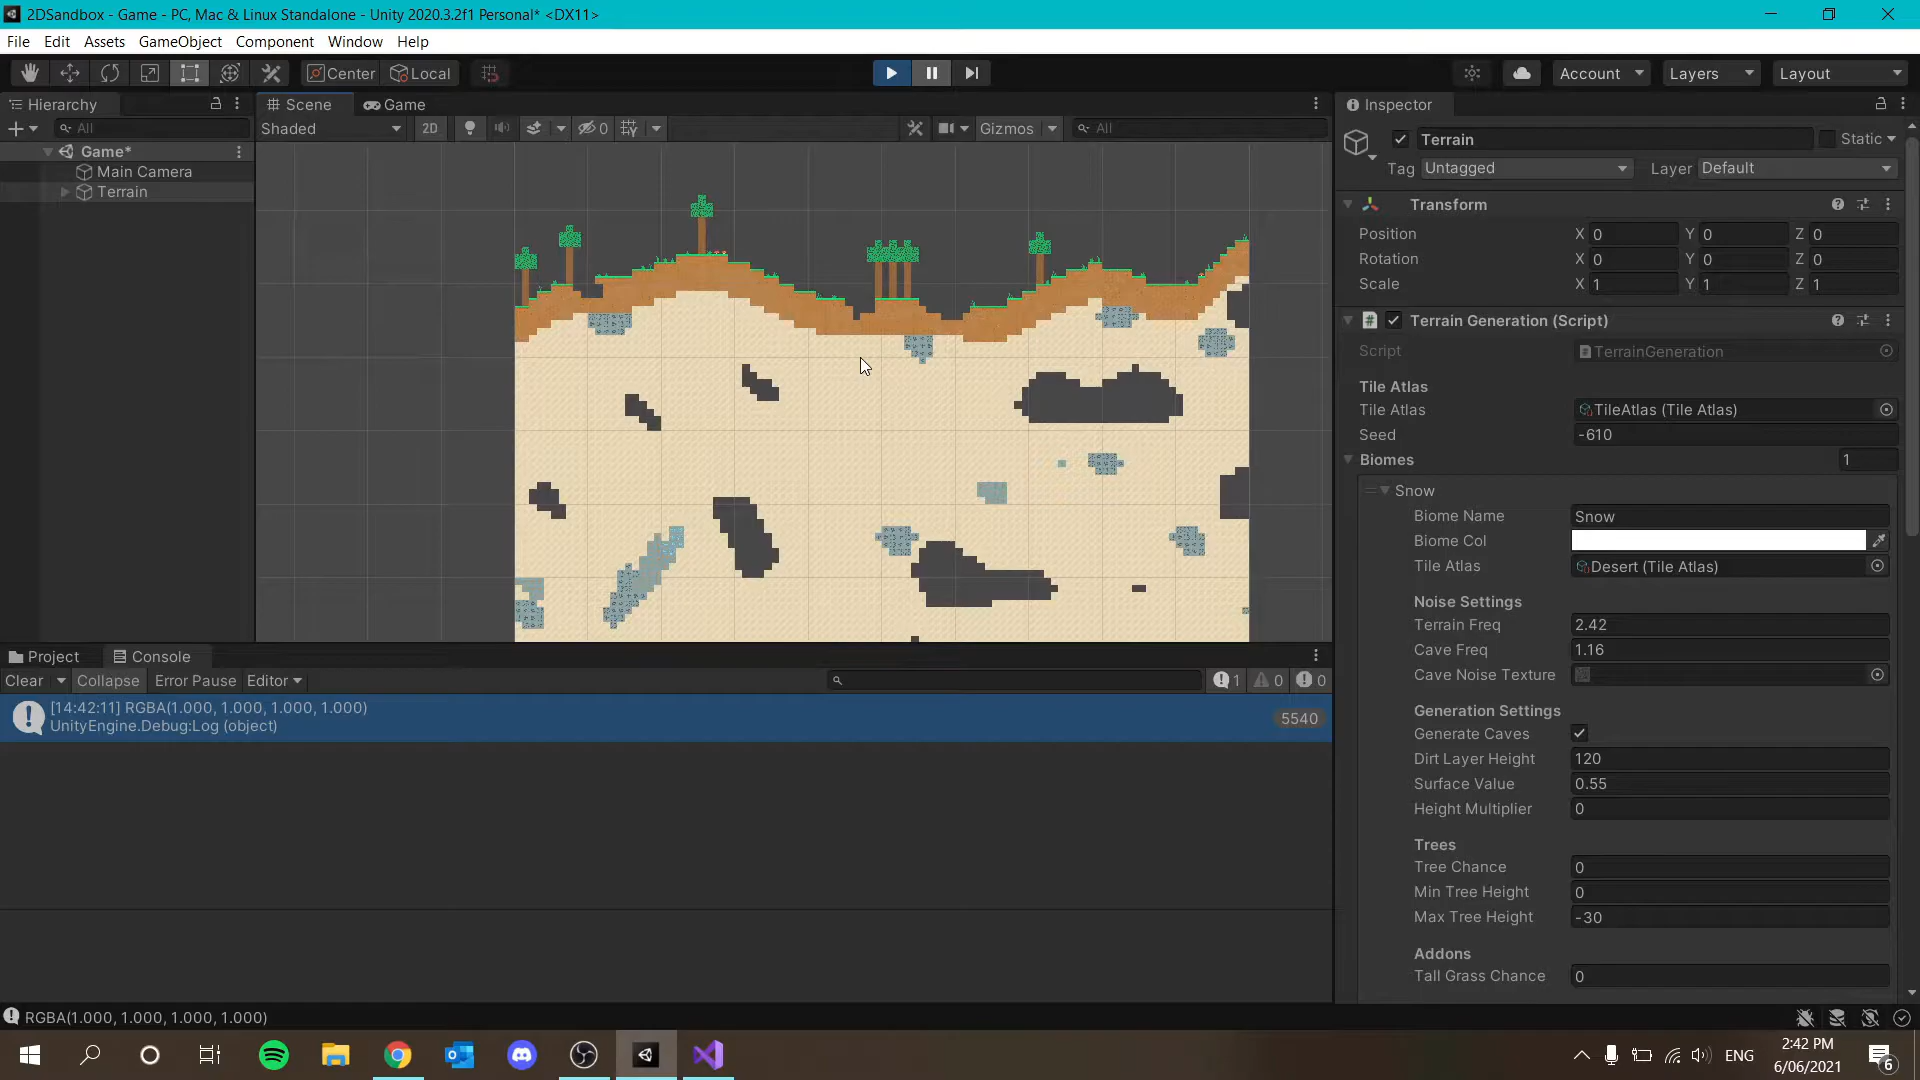 2DSandbox - Game - PC, Mac & Linux Standalone - Unity 2020.3.2f1 Personal* <DX11>
File Edit Assets GameObject Component Window Help
Center Local Account Layers Layout
Hierarchy
All
Game*
Main Camera
Terrain
Scene Game
Shaded 2D 0 Gizmos All
Inspector
Terrain Static
Tag Untagged Layer Default
Transform
Position X 0 Y 0 Z 0
Rotation X 0 Y 0 Z 0
Scale X 1 Y 1 Z 1
Terrain Generation (Script)
Script TerrainGeneration
Tile Atlas
Tile Atlas TileAtlas (Tile Atlas)
Seed -610
Biomes 1
Snow
Biome Name Snow
Biome Col
Tile Atlas Desert (Tile Atlas)
Noise Settings
Terrain Freq 2.42
Cave Freq 1.16
Cave Noise Texture
Generation Settings
Generate Caves
Dirt Layer Height 120
Surface Value 0.55
Height Multiplier 0
Trees
Tree Chance 0
Min Tree Height 0
Max Tree Height -30
Addons
Tall Grass Chance 0
Project Console
Clear Collapse Error Pause Editor 1 0 0
[14:42:11] RGBA(1.000, 1.000, 1.000, 1.000)
UnityEngine.Debug:Log (object)
5540
RGBA(1.000, 1.000, 1.000, 1.000)
ENG
2:42 PM
6/06/2021
6